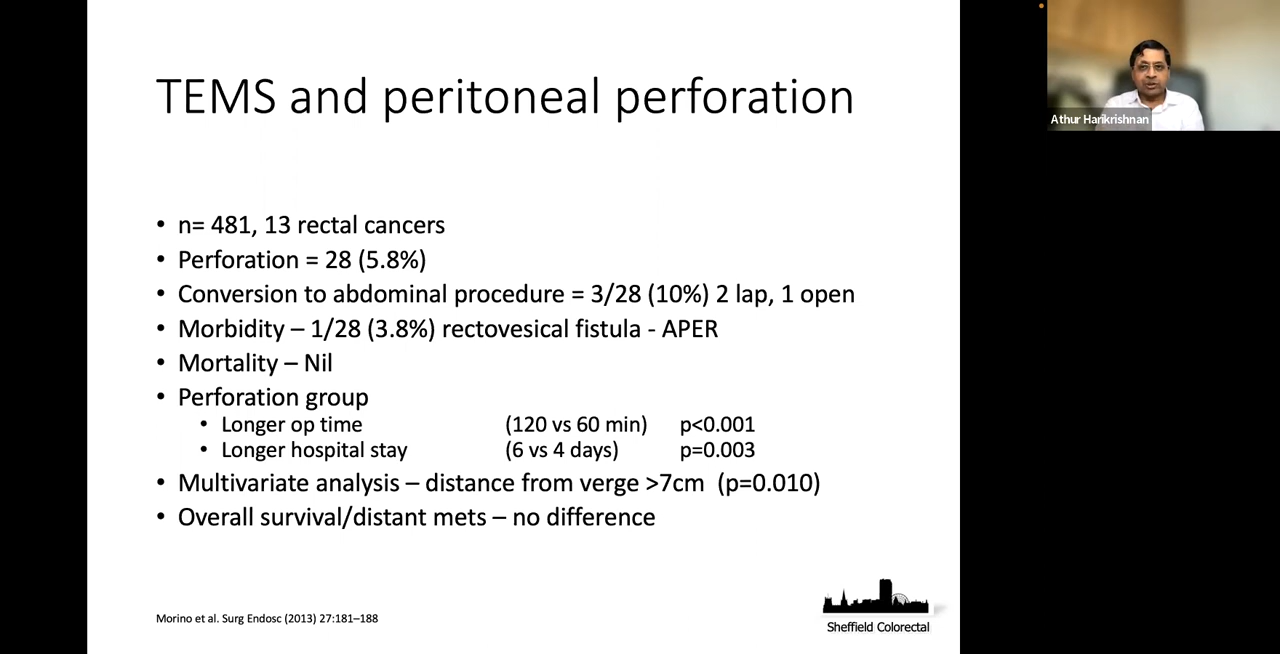 TEMS and peritoneal perforation
Athur Harikrishnan
• n= 481, 13 rectal cancers
• Perforation = 28 (5.8%)
• Conversion to abdominal procedure = 3/28 (10%) 2 lap, 1 open
• Morbidity – 1/28 (3.8%) rectovesical fistula - APER
• Mortality – Nil
• Perforation group
• Longer op time (120 vs 60 min) p<0.001
• Longer hospital stay (6 vs 4 days) p=0.003
• Multivariate analysis – distance from verge >7cm (p=0.010)
• Overall survival/distant mets – no difference
Morino et al. Surg Endosc (2013) 27:181–188
Sheffield Colorectal